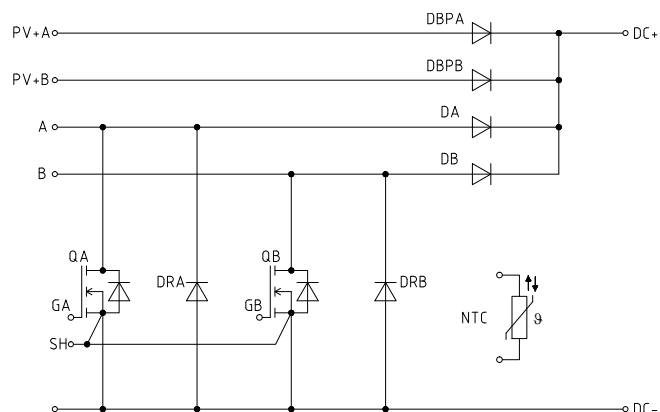 DBPA
PV+A
DC+
DBPB
PV+B
DA
A
DB
B
QA
QB
DRA
DRB
GA
GB
NTC
ϑ
SH
DC-